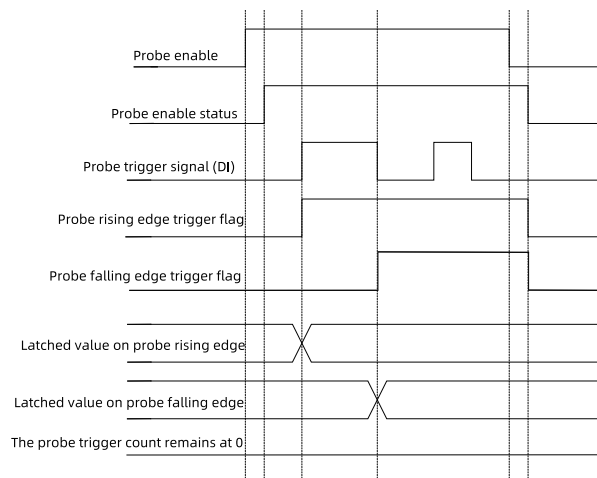 Probe enable
Probe enable status
Probe trigger signal (DI)
Probe rising edge trigger flag
Probe falling edge trigger flag
Latched value on probe rising edge
Latched value on probe falling edge
The probe trigger count remains at 0